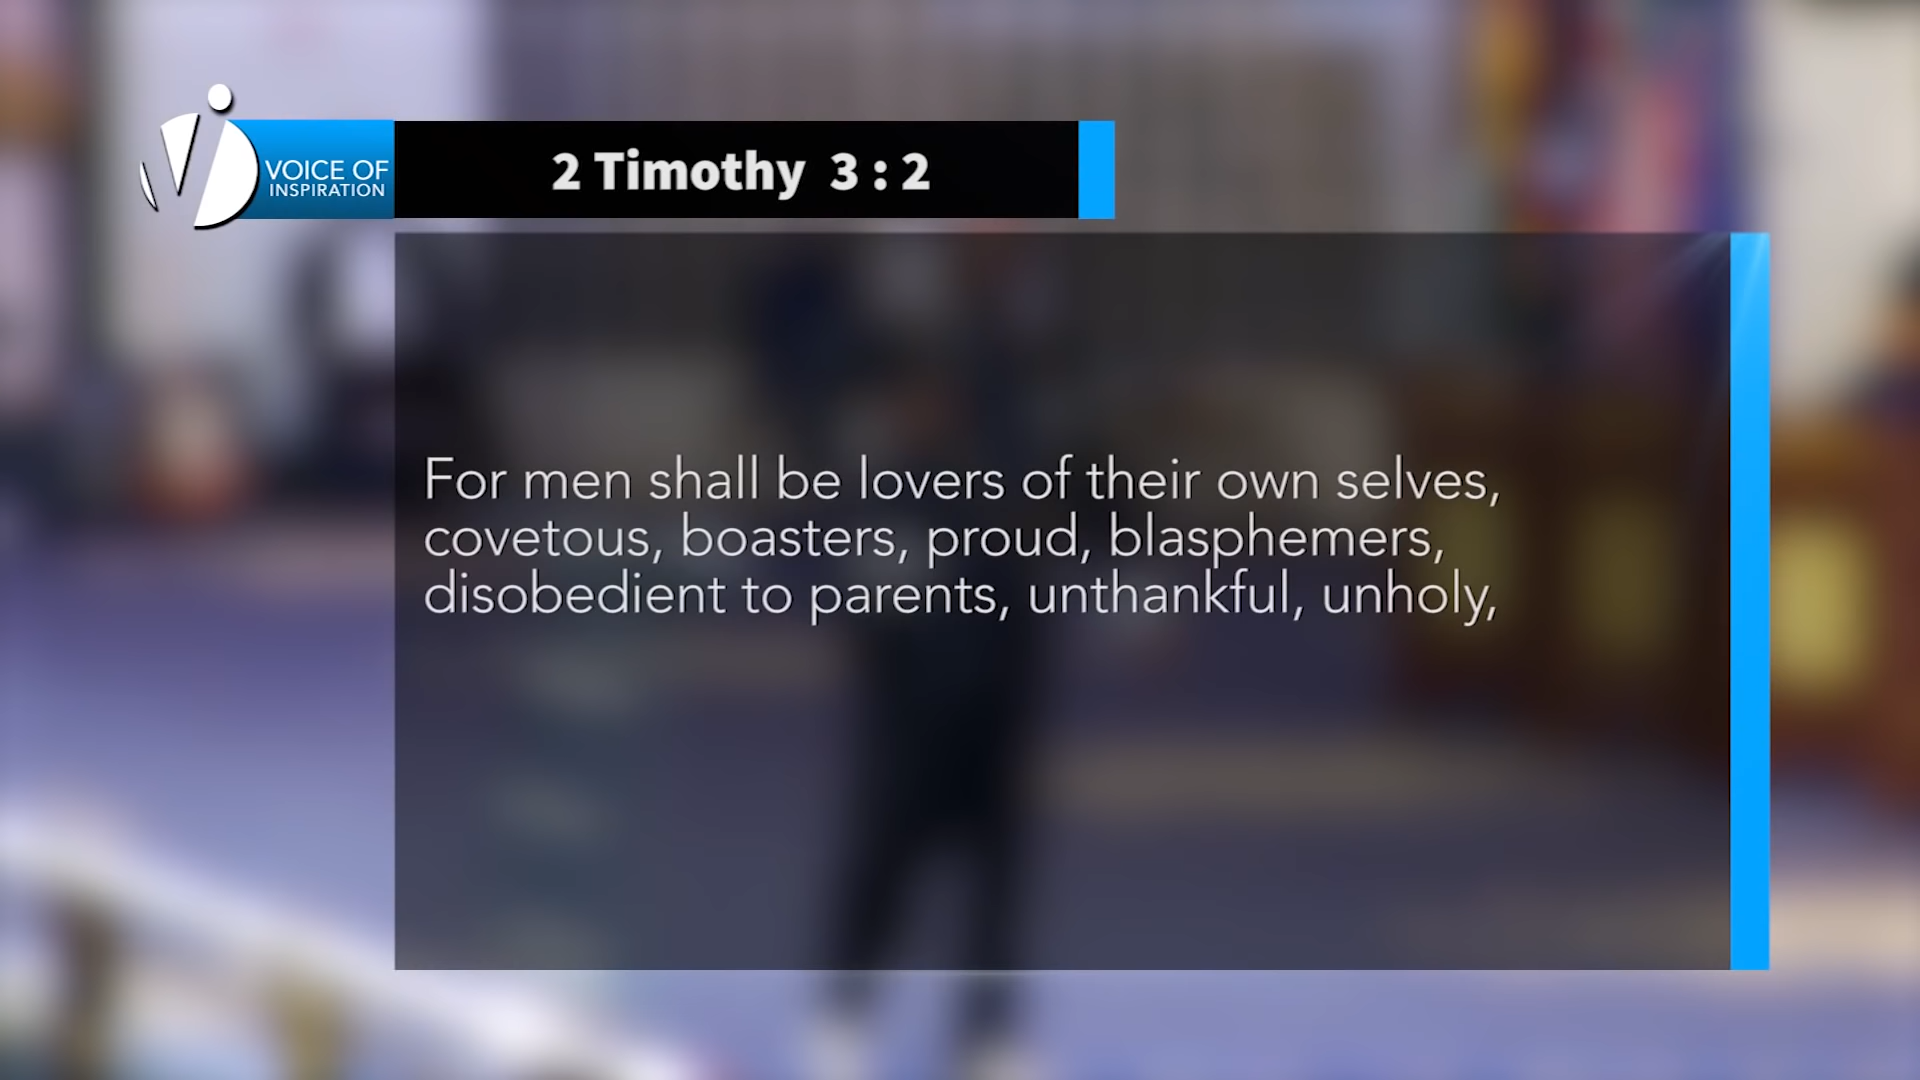 VOICE OF
INSPIRATION
2 Timothy 3 : 2
For men shall be lovers of their own selves,
covetous, boasters, proud, blasphemers,
disobedient to parents, unthankful, unholy,